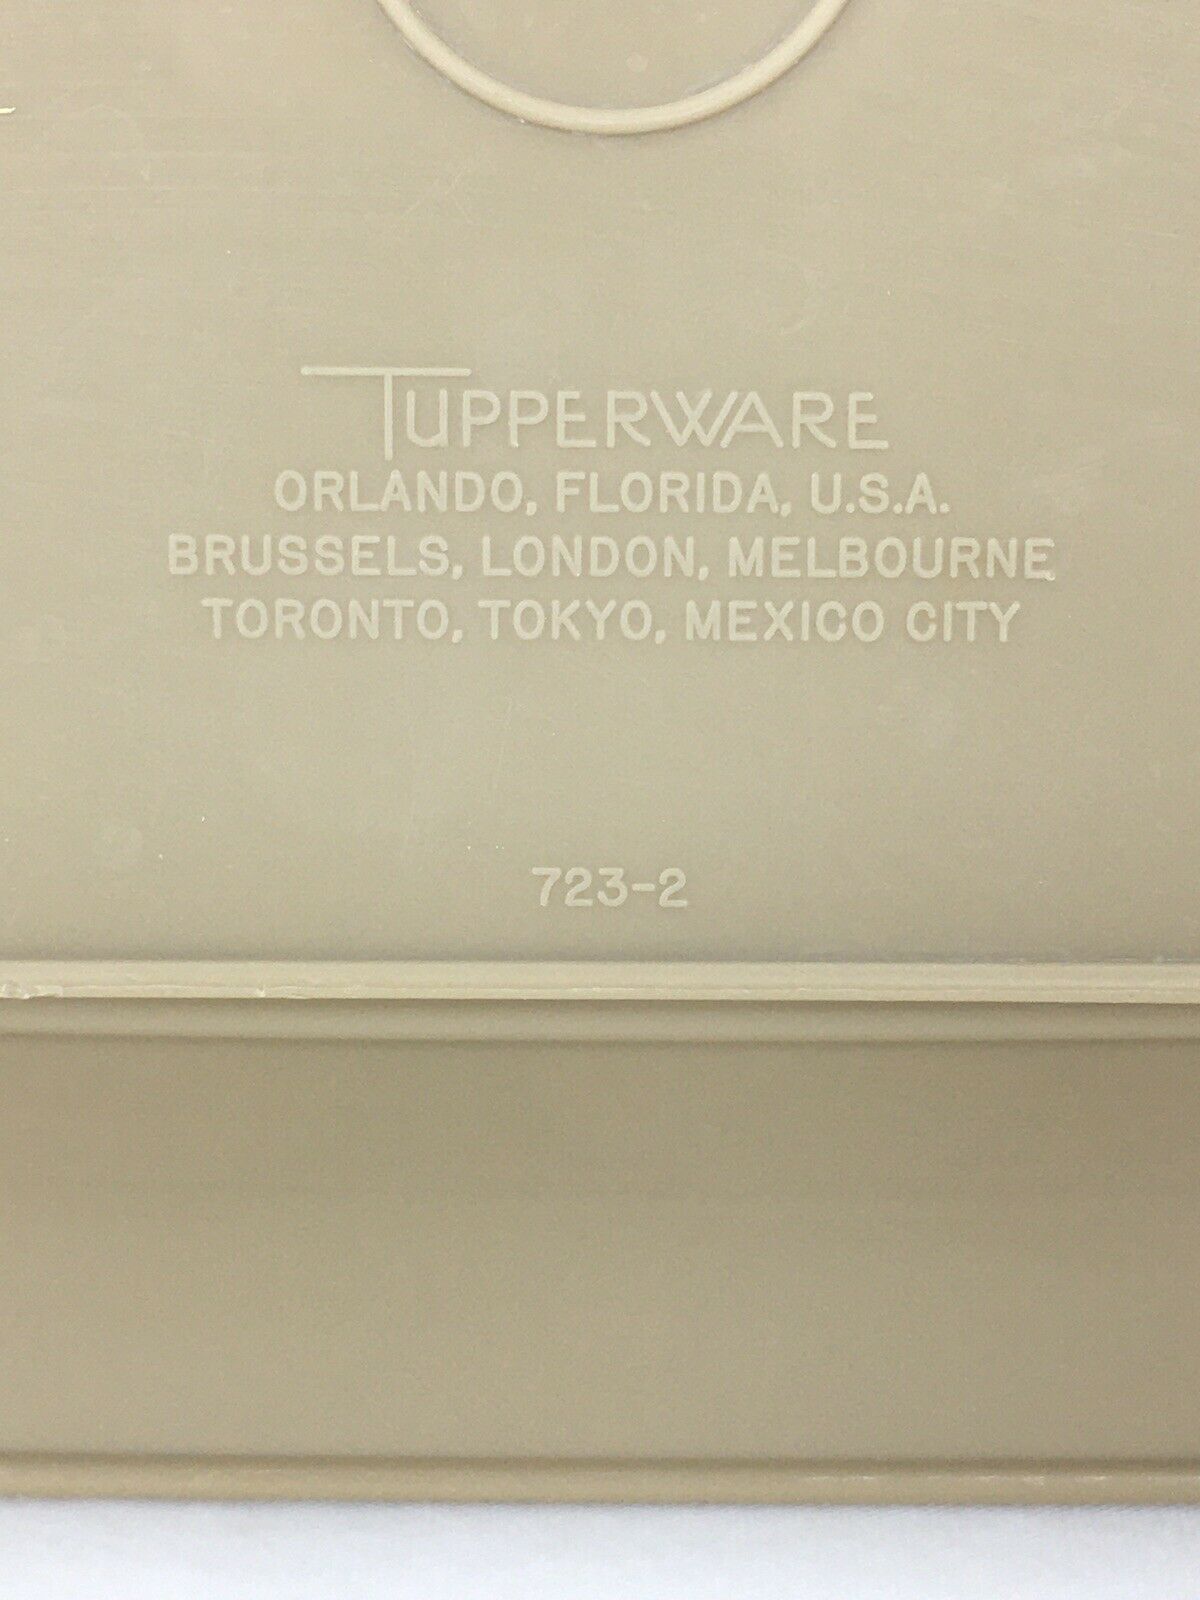 TUPPERWARE
ORLANDO, FLORIDA, U.S.A.
BRUSSELS, LONDON, MELBOURNE
TORONTO, TOKYO, MEXICO CITY
723-2